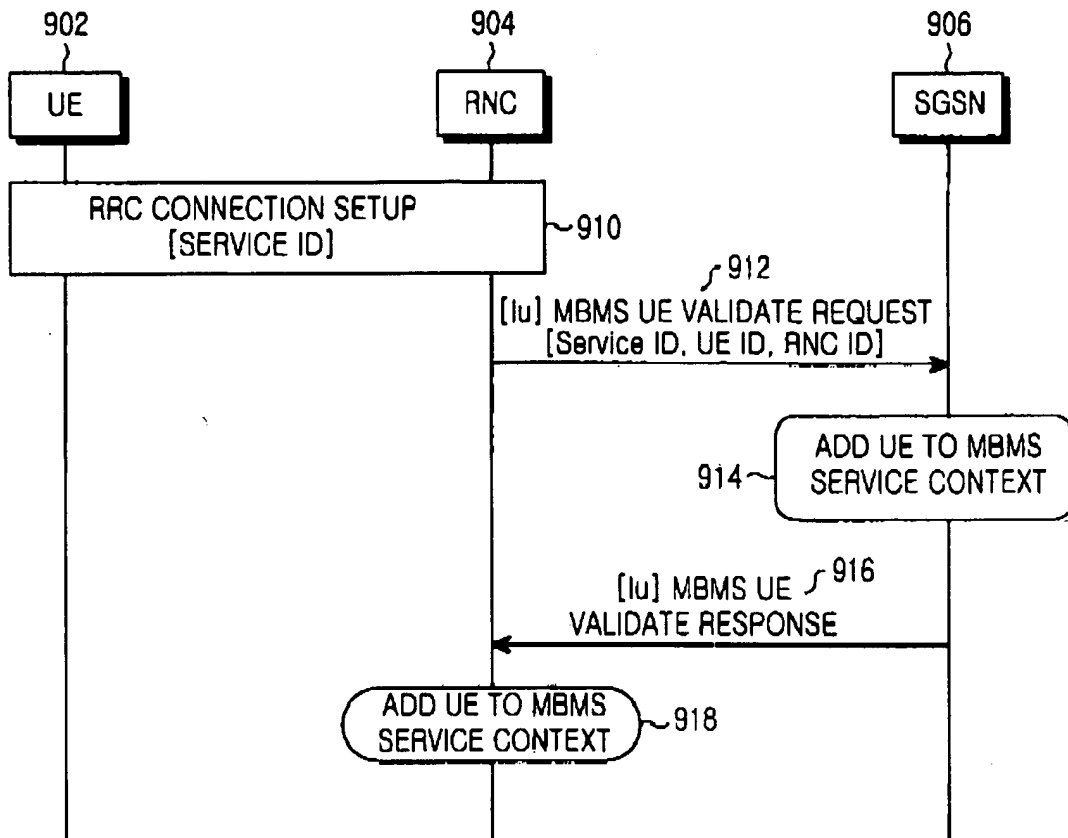 902
904
906
UE
RNC
SGSN
RRC CONNECTION SETUP
[SERVICE ID]
910
912
[Iu] MBMS UE VALIDATE REQUEST
[Service ID, UE ID, RNC ID]
ADD UE TO MBMS
SERVICE CONTEXT
914
[Iu] MBMS UE
VALIDATE RESPONSE
916
ADD UE TO MBMS
SERVICE CONTEXT
918